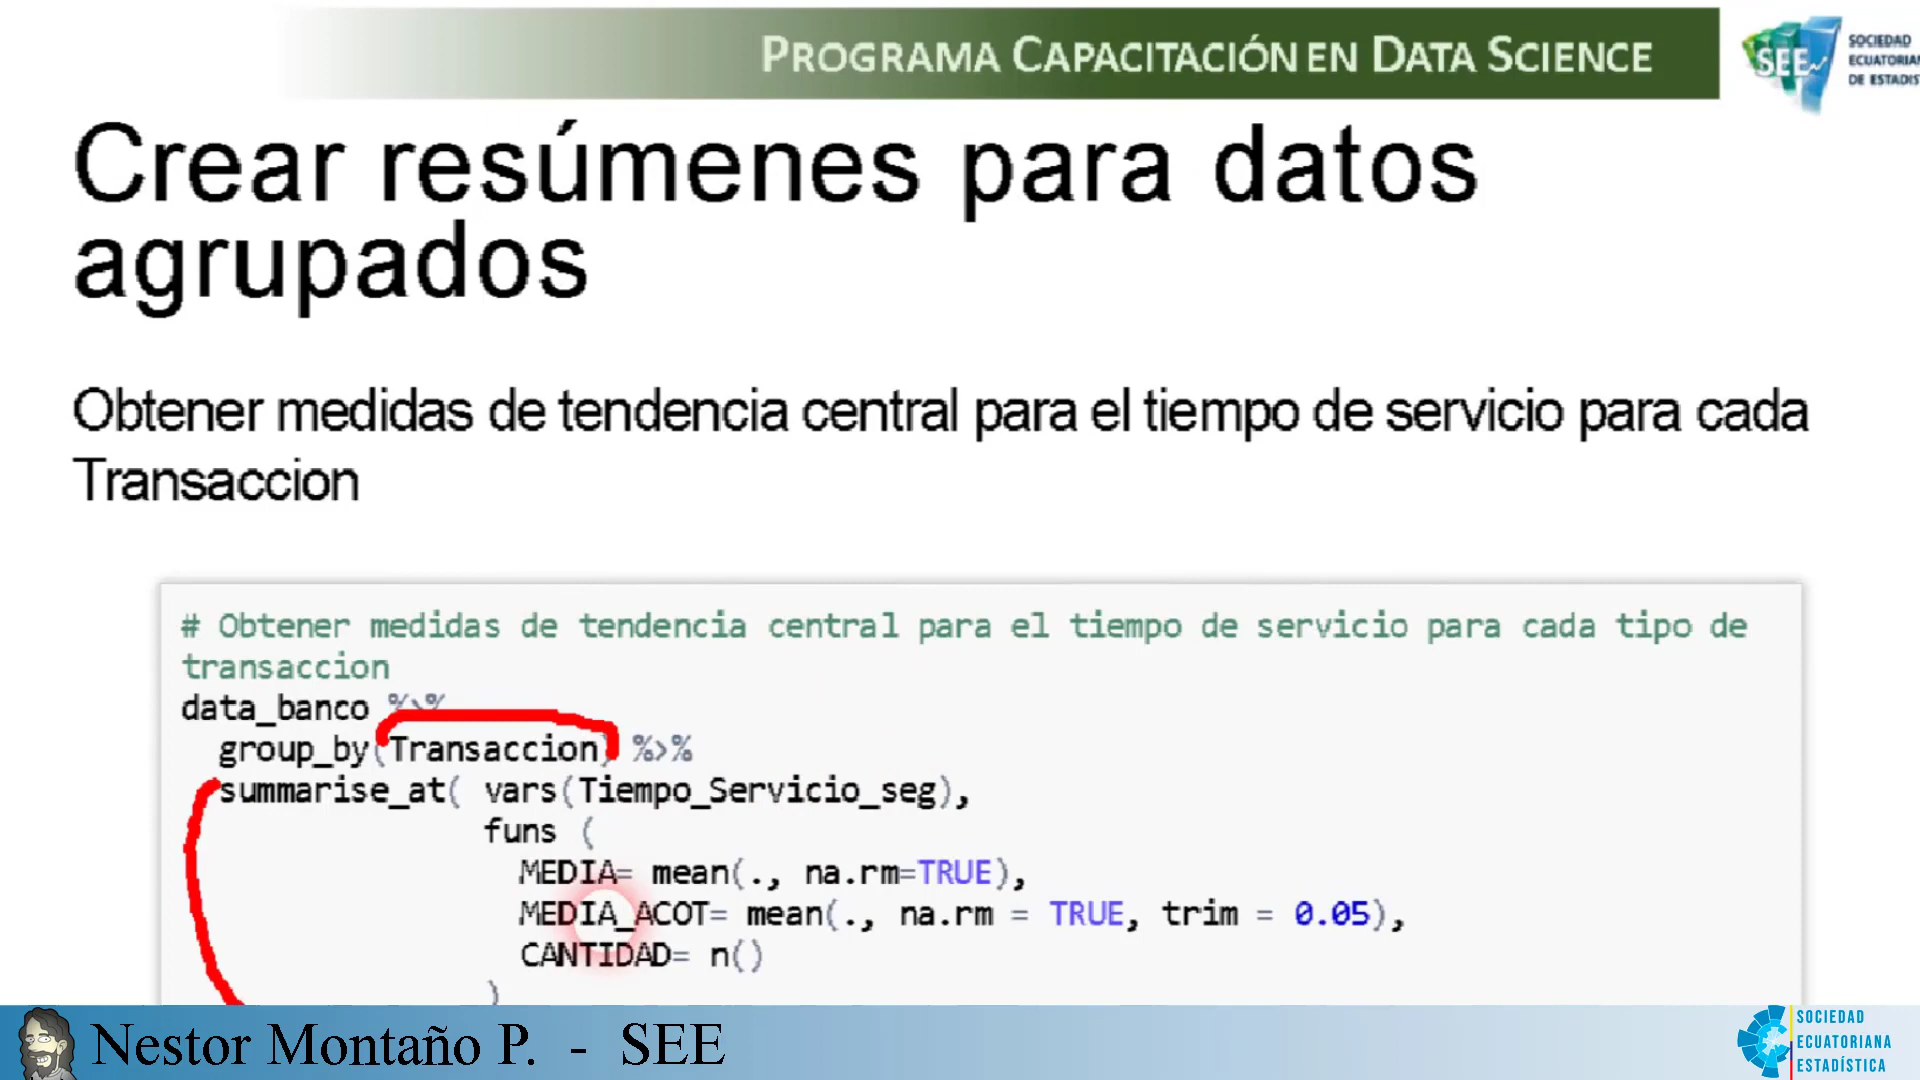 PROGRAMA CAPACITACIÓN EN DATA SCIENCE
SEE
SOCIEDAD
ECUATORIAN
DE ESTADIS
Crear resúmenes para datos
agrupados
Obtener medidas de tendencia central para el tiempo de servicio para cada
Transaccion
# Obtener medidas de tendencia central para el tiempo de servicio para cada tipo de
transaccion
data_banco %>%
group_by(Transaccion) %>%
summarise_at( vars(Tiempo_Servicio_seg),
funs (
MEDIA= mean(., na.rm=TRUE),
MEDIA_ACOT= mean(., na.rm = TRUE, trim = 0.05),
CANTIDAD= n()
)
Nestor Montaño P. - SEE
SOCIEDAD
ECUATORIANA
ESTADÍSTICA